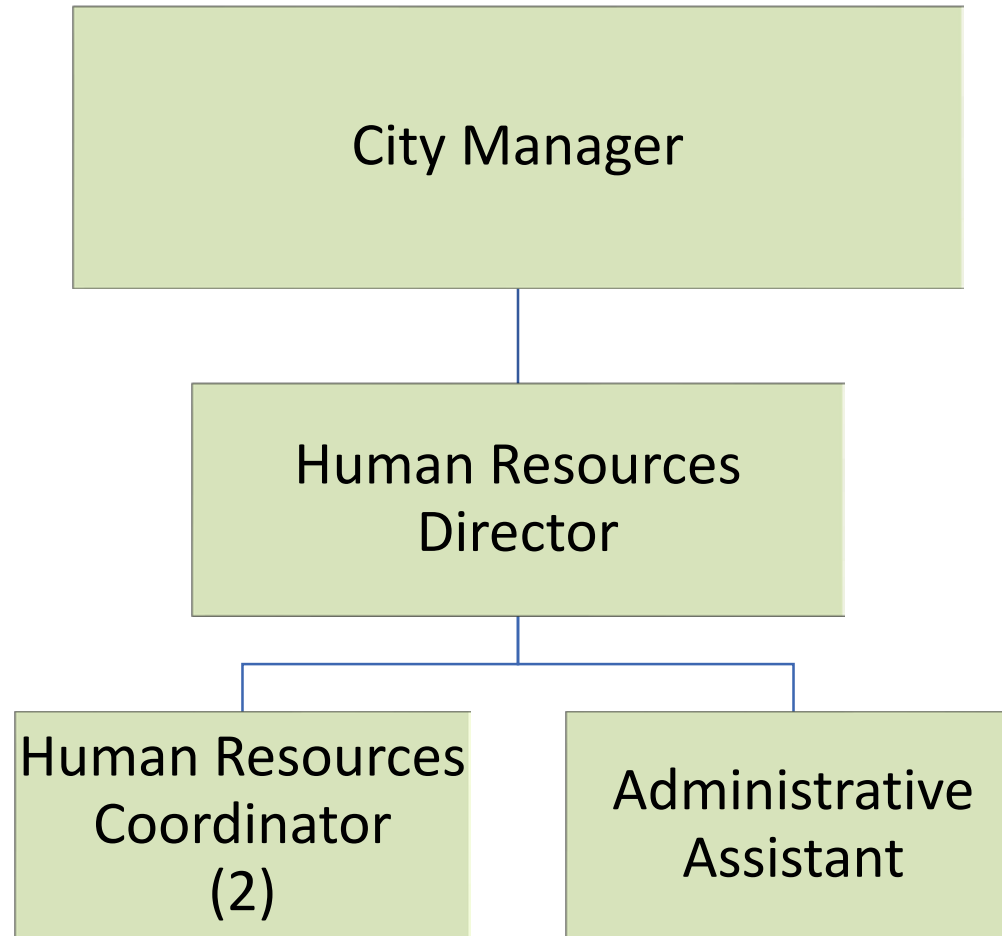 City Manager
Human Resources
Director
Human Resources
Coordinator
(2)
Administrative
Assistant